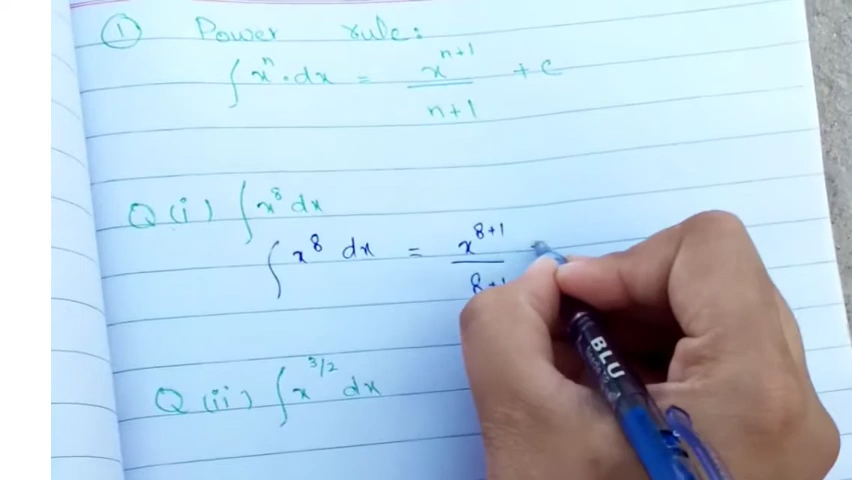 ① Power rule:
∫ xⁿ · dx = xⁿ⁺¹ / n+1 + c
Q (i) ∫ x⁸ dx
∫ x⁸ dx = x⁸⁺¹ / 8+1
Q (ii) ∫ x^3/2 dx
BLU